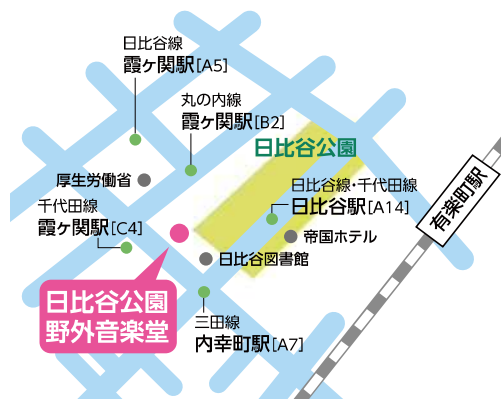 日比谷線
霞ヶ関駅[A5]
丸の内線
霞ヶ関駅[B2]
日比谷公園
厚生労働省
日比谷線・千代田線
日比谷駅[A14]
有楽町駅
千代田線
霞ヶ関駅[C4]
帝国ホテル
日比谷図書館
日比谷公園
野外音楽堂
三田線
内幸町駅[A7]